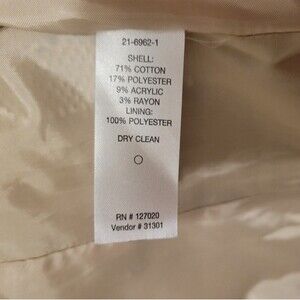 21-6962-1
SHELL:
71% COTTON
17% POLYESTER
9% ACRYLIC
3% RAYON
LINING:
100% POLYESTER
DRY CLEAN
RN # 127020
Vendor # 31301